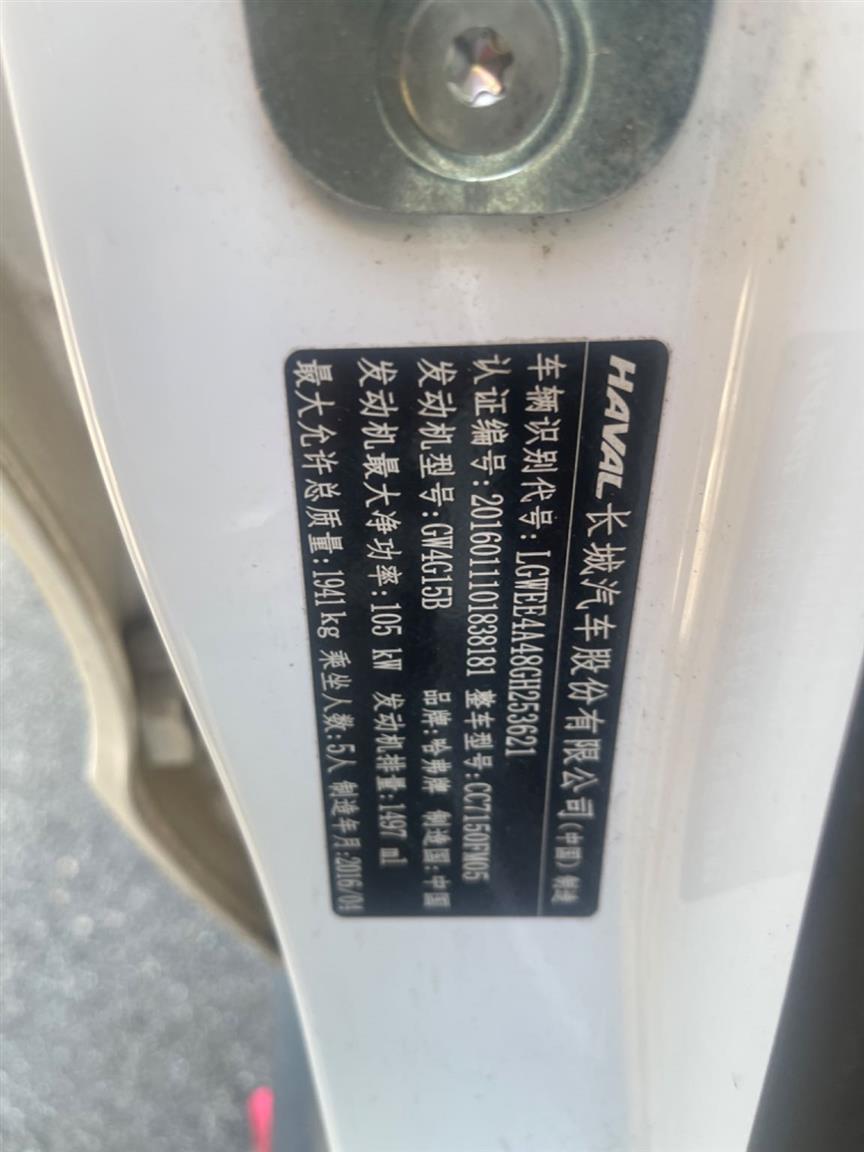 HAVAL 长城汽车股份有限公司(中国)制造
车辆识别代号:LGWEE4A48GH253621
认证编号:2016011101838181 整车型号:CC7150FM05
发动机型号:GW4G15B 品牌:哈弗牌 制造国:中国
发动机最大净功率:105 kW 发动机排量:1497 ml
最大允许总质量:1941kg 乘坐人数:5人 制造年月:2016/04